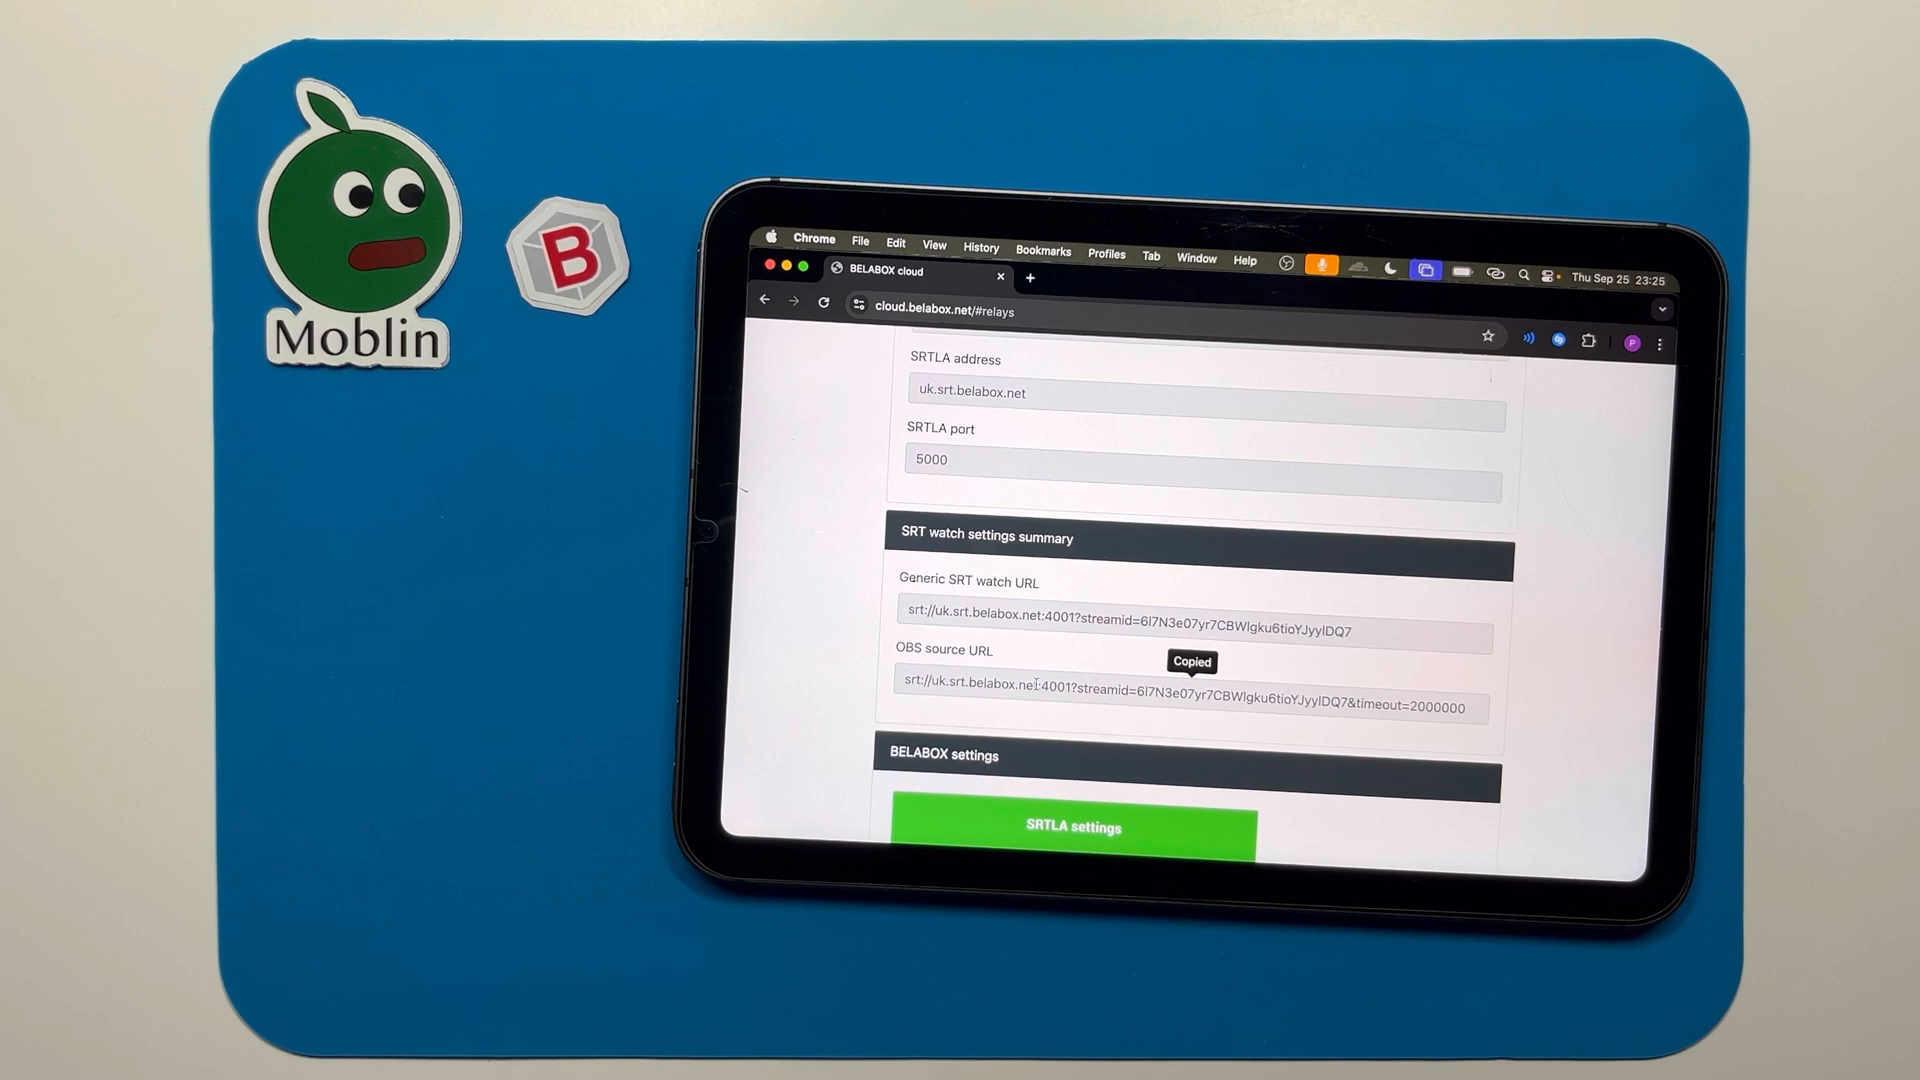 Moblin
B
Chrome File Edit View History Bookmarks Profiles Tab Window Help Thu Sep 25 23:25
BELABOX cloud
cloud.belabox.net/#relays
P
SRTLA address
uk.srt.belabox.net
SRTLA port
5000
SRT watch settings summary
Generic SRT watch URL
srt://uk.srt.belabox.net:4001?streamid=6I7N3e07yr7CBWlgku6tioYJyyIDQ7
OBS source URL
Copied
srt://uk.srt.belabox.net:4001?streamid=6I7N3e07yr7CBWlgku6tioYJyyIDQ7&timeout=2000000
BELABOX settings
SRTLA settings